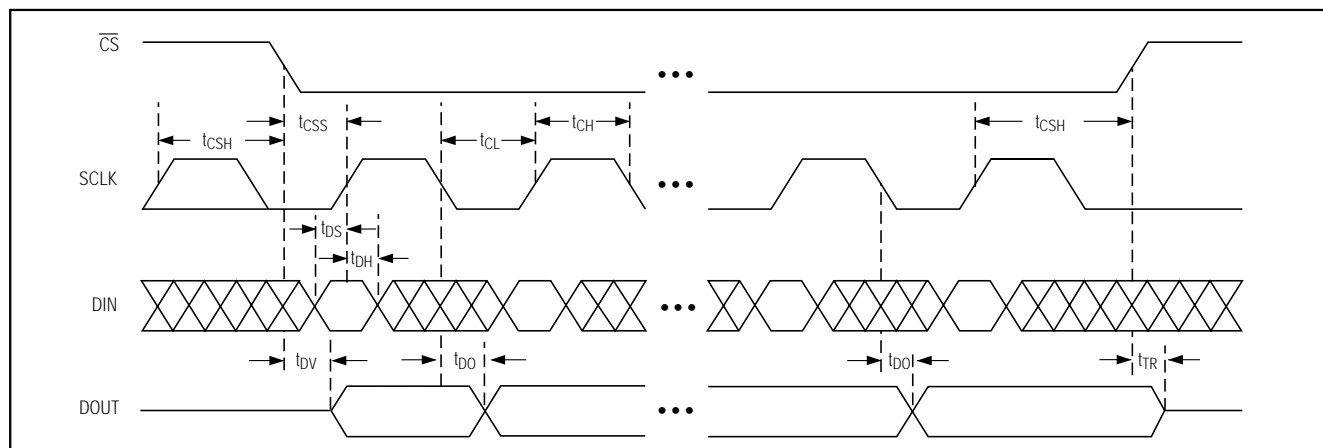 CS
tCSS
tCSH
tCL
tCH
tCSH
SCLK
tDS
tDH
DIN
tDV
tDO
tDO
tTR
DOUT